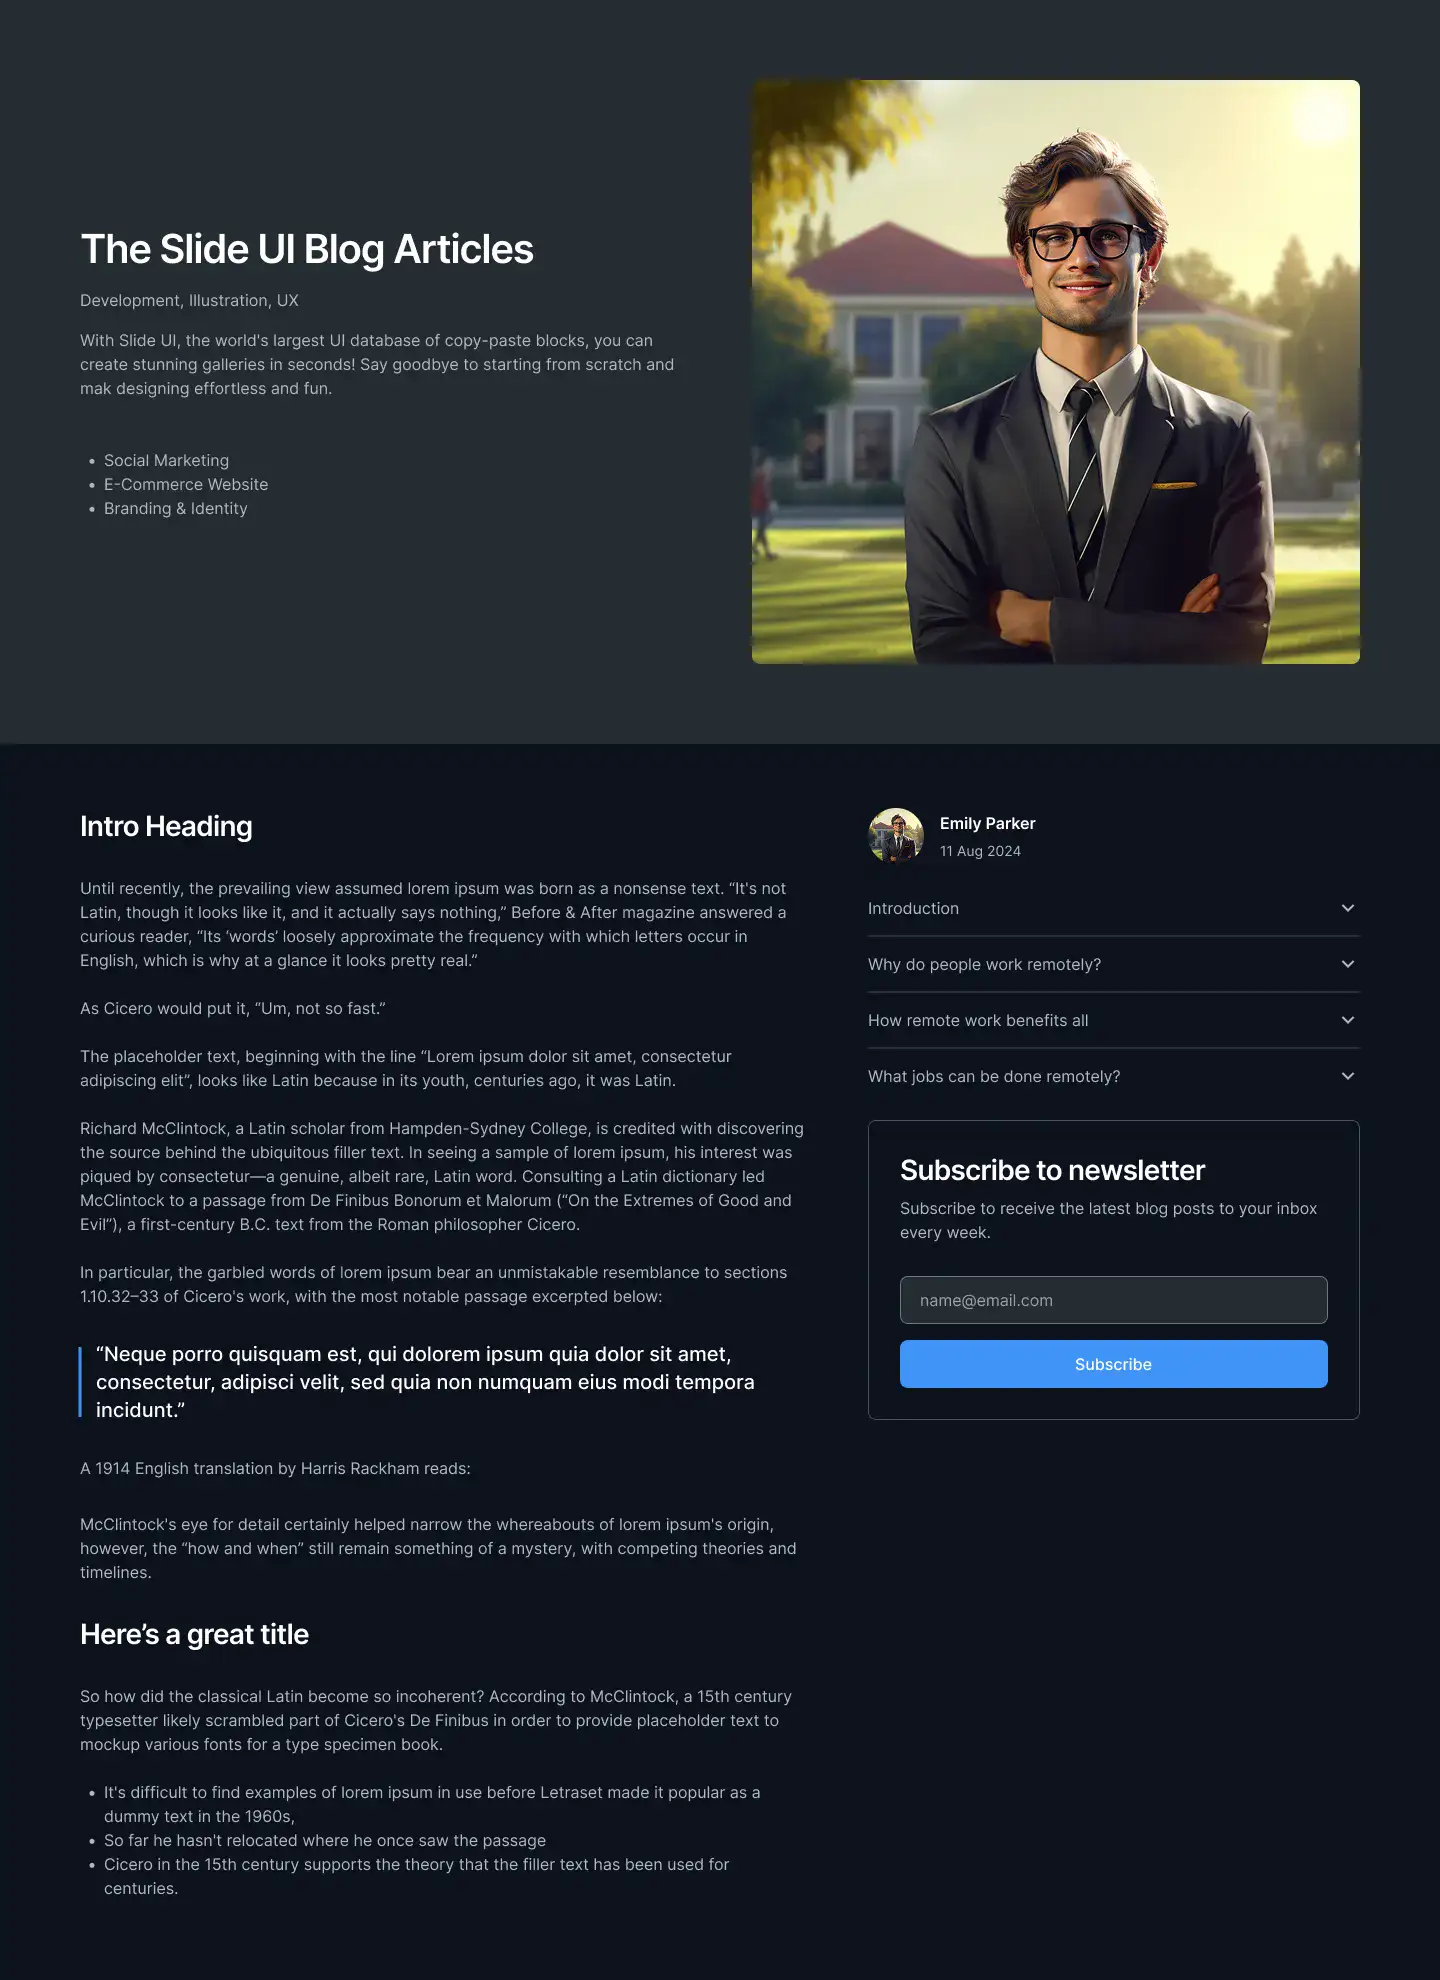 The Slide UI Blog Articles
Development, Illustration, UX
With Slide UI, the world's largest UI database of copy-paste blocks, you can
create stunning galleries in seconds! Say goodbye to starting from scratch and
mak designing effortless and fun.
• Social Marketing
• E-Commerce Website
• Branding & Identity
Intro Heading
Until recently, the prevailing view assumed lorem ipsum was born as a nonsense text. “It's not
Latin, though it looks like it, and it actually says nothing,” Before & After magazine answered a
curious reader, “Its ‘words’ loosely approximate the frequency with which letters occur in
English, which is why at a glance it looks pretty real.”
As Cicero would put it, “Um, not so fast.”
The placeholder text, beginning with the line “Lorem ipsum dolor sit amet, consectetur
adipiscing elit”, looks like Latin because in its youth, centuries ago, it was Latin.
Richard McClintock, a Latin scholar from Hampden-Sydney College, is credited with discovering
the source behind the ubiquitous filler text. In seeing a sample of lorem ipsum, his interest was
piqued by consectetur—a genuine, albeit rare, Latin word. Consulting a Latin dictionary led
McClintock to a passage from De Finibus Bonorum et Malorum (“On the Extremes of Good and
Evil”), a first-century B.C. text from the Roman philosopher Cicero.
In particular, the garbled words of lorem ipsum bear an unmistakable resemblance to sections
1.10.32–33 of Cicero's work, with the most notable passage excerpted below:
“Neque porro quisquam est, qui dolorem ipsum quia dolor sit amet,
consectetur, adipisci velit, sed quia non numquam eius modi tempora
incidunt.”
A 1914 English translation by Harris Rackham reads:
McClintock's eye for detail certainly helped narrow the whereabouts of lorem ipsum's origin,
however, the “how and when” still remain something of a mystery, with competing theories and
timelines.
Here’s a great title
So how did the classical Latin become so incoherent? According to McClintock, a 15th century
typesetter likely scrambled part of Cicero's De Finibus in order to provide placeholder text to
mockup various fonts for a type specimen book.
• It's difficult to find examples of lorem ipsum in use before Letraset made it popular as a
dummy text in the 1960s,
• So far he hasn't relocated where he once saw the passage
• Cicero in the 15th century supports the theory that the filler text has been used for
centuries.
Emily Parker
11 Aug 2024
Introduction
Why do people work remotely?
How remote work benefits all
What jobs can be done remotely?
Subscribe to newsletter
Subscribe to receive the latest blog posts to your inbox
every week.
name@email.com
Subscribe